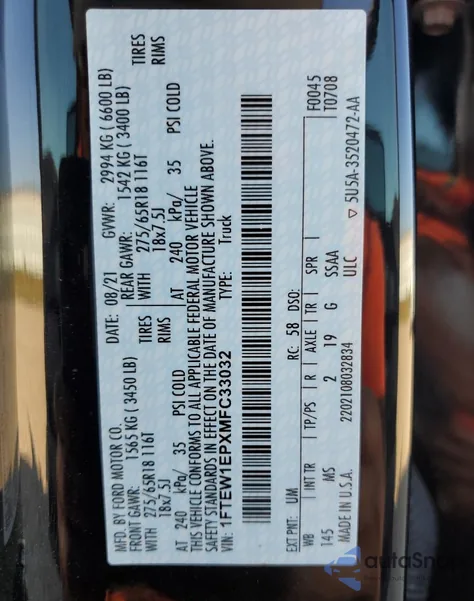 MFD. BY FORD MOTOR CO.
DATE: 08/21 GVWR: 2994 KG ( 6600 LB)
FRONT GAWR: 1565 KG ( 3450 LB)
REAR GAWR: 1542 KG ( 3400 LB)
WITH 275/65R18 116T TIRES
18x7.5J RIMS
AT 240 kPa/ 35 PSI COLD
WITH 275/65R18 116T TIRES
18x7.5J RIMS
AT 240 kPa/ 35 PSI COLD
THIS VEHICLE CONFORMS TO ALL APPLICABLE FEDERAL MOTOR VEHICLE
SAFETY STANDARDS IN EFFECT ON THE DATE OF MANUFACTURE SHOWN ABOVE.
VIN: 1FTEW1EPXMFC33032 TYPE: Truck
F0045
T0708
EXT PNT: UM RC: 58 DSO:
WB INT TR TP/PS R AXLE TR SPR
145 MS 2 19 G SSAA
ULC
MADE IN U.S.A. 2202108032834
▽ 5U5A-3520472-AA
autoSnap